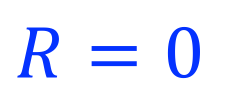 R = 0